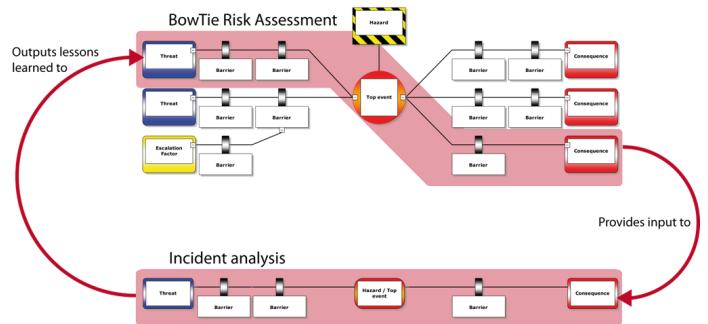 BowTie Risk Assessment
Hazard
Outputs lessons
learned to
Threat
Barrier
Barrier
Barrier
Barrier
Consequence
Threat
Barrier
Barrier
Top event
Barrier
Barrier
Consequence
Escalation
Factor
Barrier
Barrier
Consequence
Provides input to
Incident analysis
Threat
Barrier
Barrier
Hazard / Top
event
Barrier
Consequence